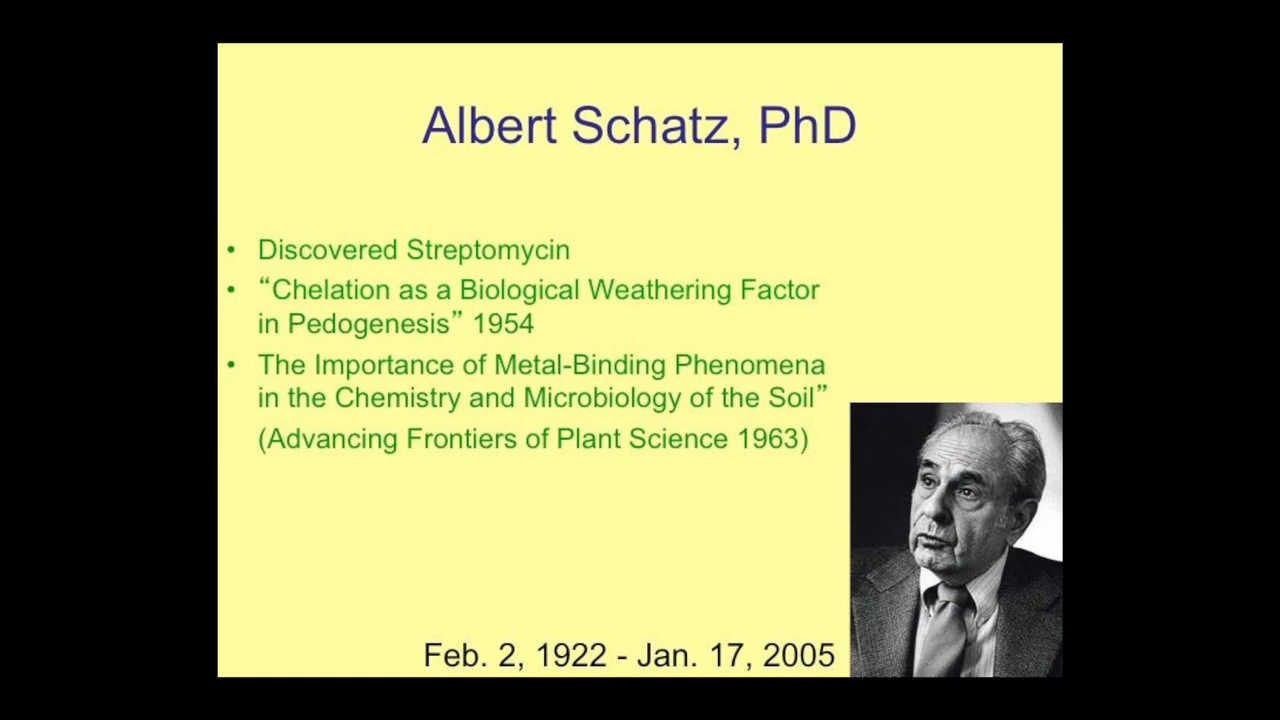 Albert Schatz, PhD
• Discovered Streptomycin
• “Chelation as a Biological Weathering Factor
in Pedogenesis” 1954
• The Importance of Metal-Binding Phenomena
in the Chemistry and Microbiology of the Soil”
(Advancing Frontiers of Plant Science 1963)
Feb. 2, 1922 - Jan. 17, 2005